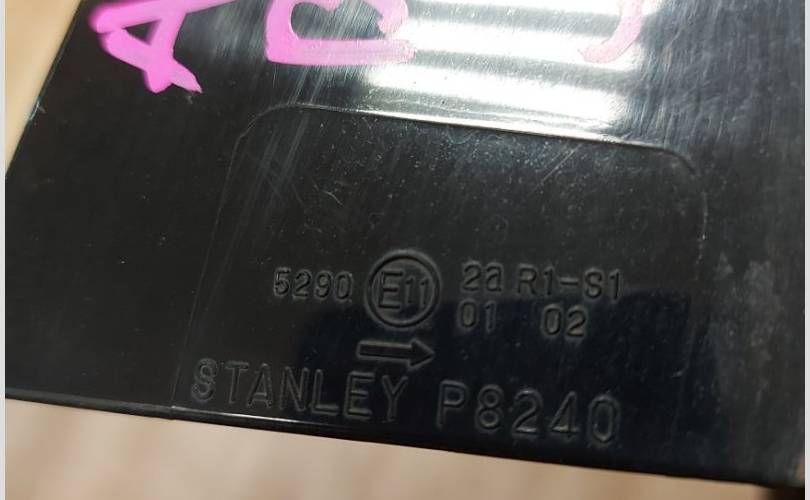 A B
5290 E11 2a R1-S1
01 02
STANLEY P8240